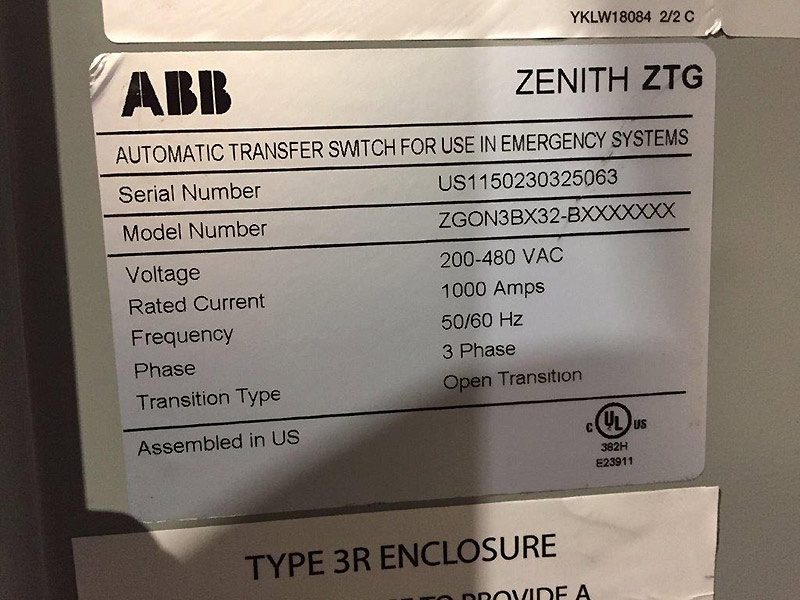 YKLW18084 2/2 C
ABB
ZENITH ZTG
AUTOMATIC TRANSFER SWITCH FOR USE IN EMERGENCY SYSTEMS
Serial Number US1150230325063
Model Number ZGON3BX32-BXXXXXXX
Voltage 200-480 VAC
Rated Current 1000 Amps
Frequency 50/60 Hz
Phase 3 Phase
Transition Type Open Transition
Assembled in US
C UL US
382H
E23911
TYPE 3R ENCLOSURE
TO PROVIDE A